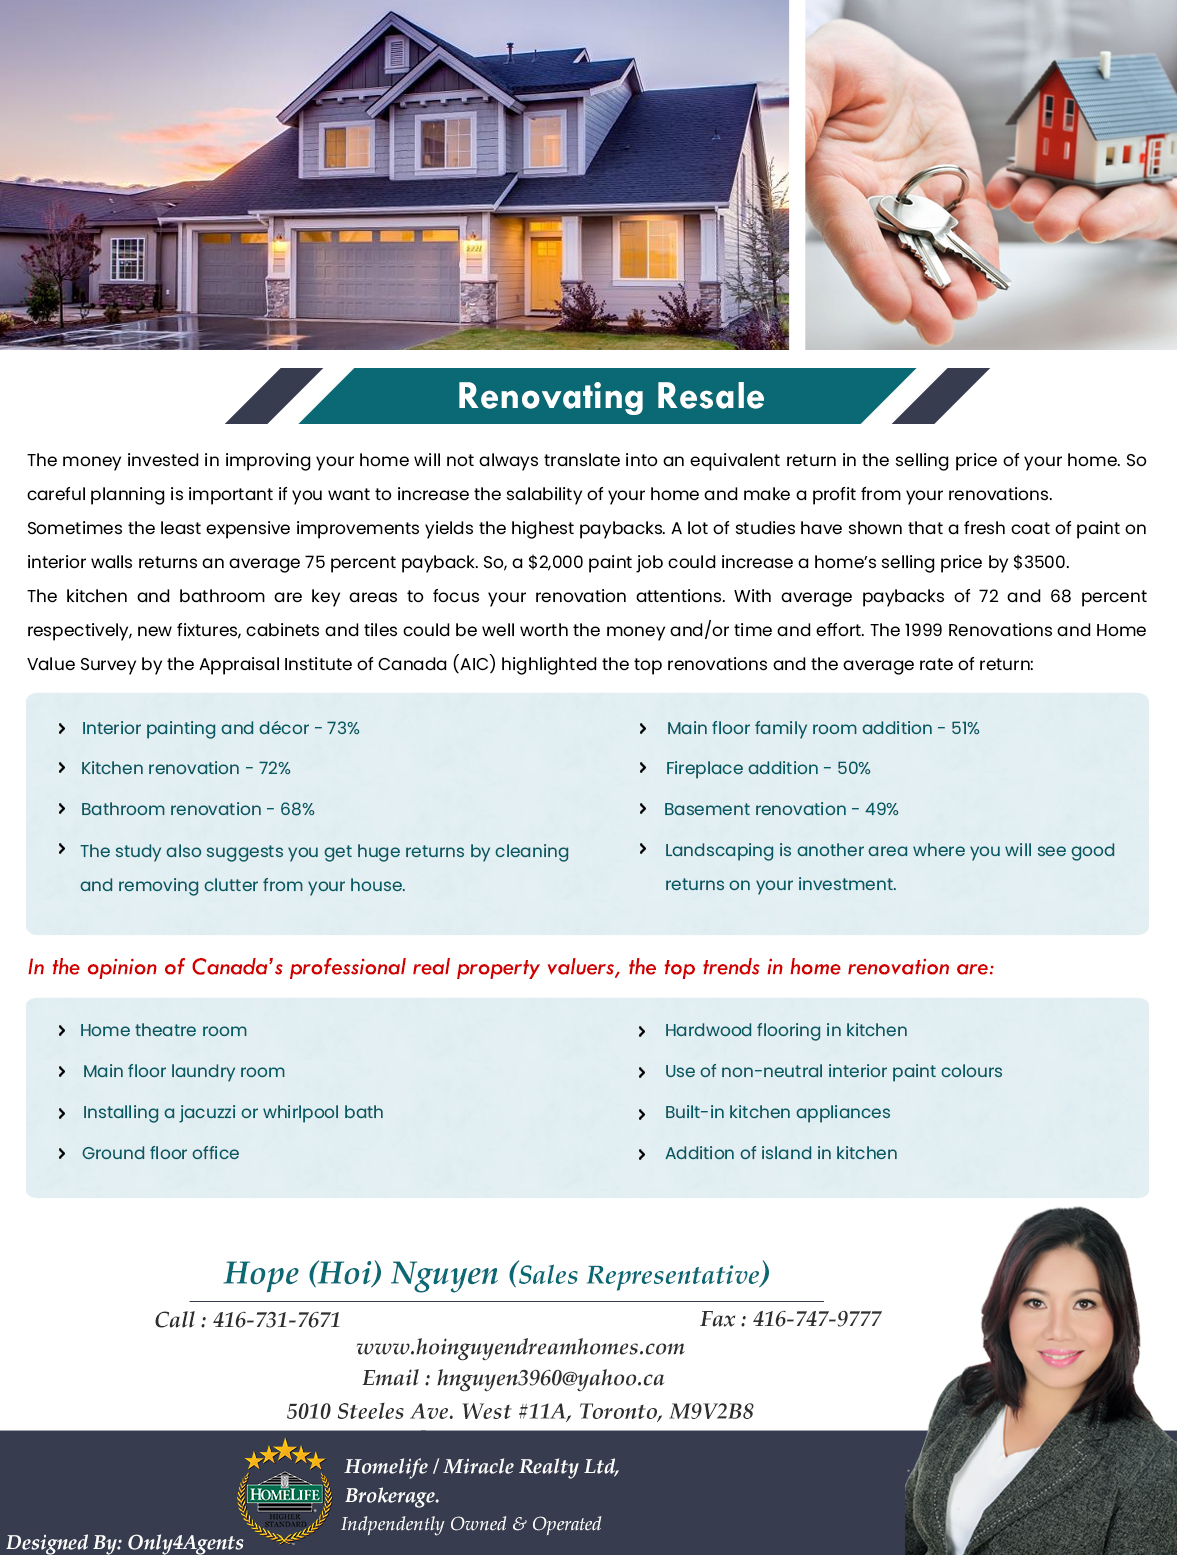 Renovating Resale
The money invested in improving your home will not always translate into an equivalent return in the selling price of your home. So
careful planning is important if you want to increase the salability of your home and make a profit from your renovations.
Sometimes the least expensive improvements yields the highest paybacks. A lot of studies have shown that a fresh coat of paint on
interior walls returns an average 75 percent payback. So, a $2,000 paint job could increase a home’s selling price by $3500.
The kitchen and bathroom are key areas to focus your renovation attentions. With average paybacks of 72 and 68 percent
respectively, new fixtures, cabinets and tiles could be well worth the money and/or time and effort. The 1999 Renovations and Home
Value Survey by the Appraisal Institute of Canada (AIC) highlighted the top renovations and the average rate of return:
Interior painting and décor - 73%
Kitchen renovation - 72%
Bathroom renovation - 68%
The study also suggests you get huge returns by cleaning
and removing clutter from your house.
Main floor family room addition - 51%
Fireplace addition - 50%
Basement renovation - 49%
Landscaping is another area where you will see good
returns on your investment.
In the opinion of Canada’s professional real property valuers, the top trends in home renovation are:
Home theatre room
Main floor laundry room
Installing a jacuzzi or whirlpool bath
Ground floor office
Hardwood flooring in kitchen
Use of non-neutral interior paint colours
Built-in kitchen appliances
Addition of island in kitchen
Hope (Hoi) Nguyen (Sales Representative)
Call : 416-731-7671
Fax : 416-747-9777
www.hoinguyendreamhomes.com
Email : hnguyen3960@yahoo.ca
5010 Steeles Ave. West #11A, Toronto, M9V2B8
HOMELIFE
HIGHER
STANDARDS
Homelife / Miracle Realty Ltd,
Brokerage.
Indpendently Owned & Operated
Designed By: Only4Agents